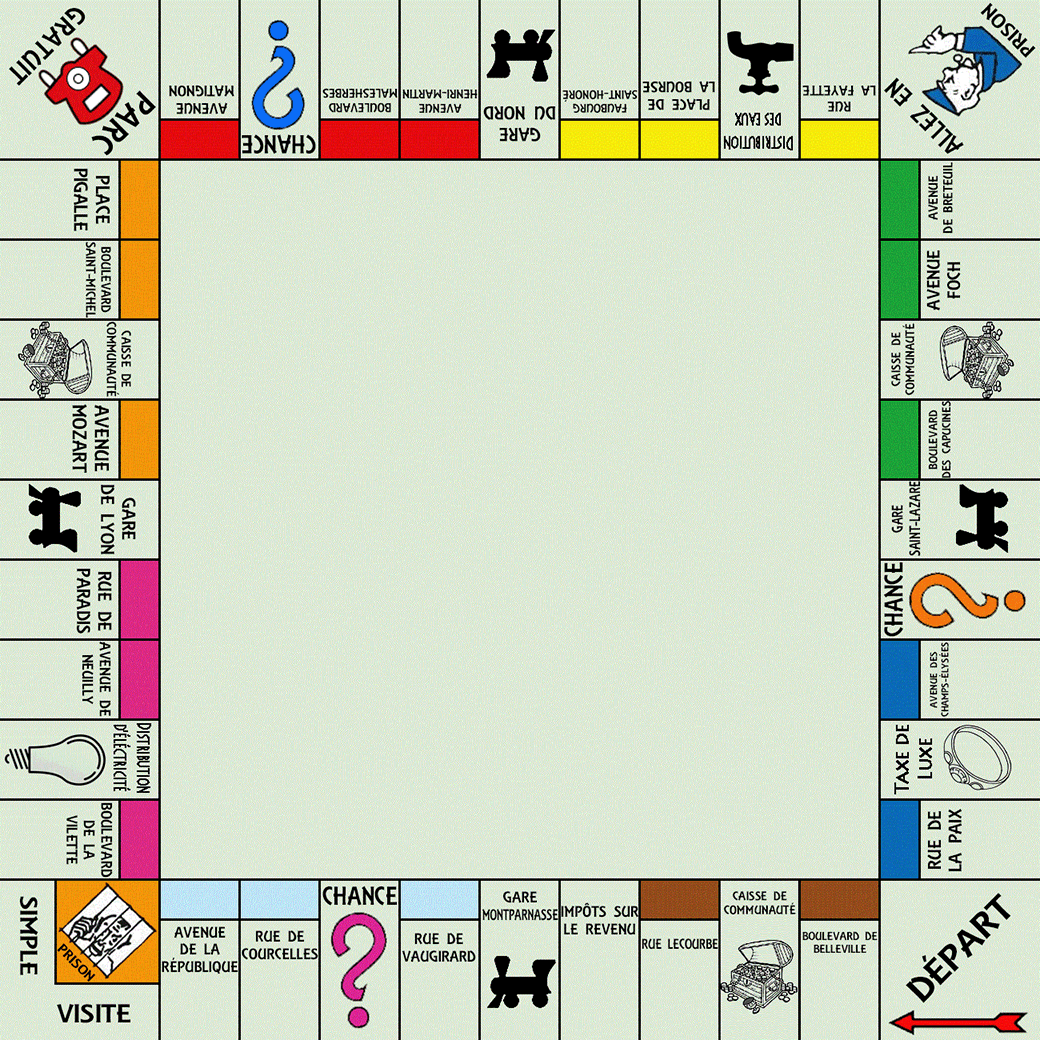 PARC
GRATUIT
AVENUE
MATIGNON
CHANCE
BOULEVARD
MALESHERBES
AVENUE
HENRI-MARTIN
GARE
DU NORD
FAUBOURG
SAINT-HONORÉ
PLACE DE
LA BOURSE
DISTRIBUTION
DES EAUX
RUE
LA FAYETTE
ALLEZ EN
PRISON
AVENUE
DE BRETEUIL
AVENUE
FOCH
CAISSE DE
COMMUNAUTÉ
BOULEVARD
DES CAPUCINES
GARE
SAINT-LAZARE
CHANCE
AVENUE DES
CHAMPS-ÉLYSÉES
TAXE DE
LUXE
RUE DE
LA PAIX
DÉPART
BOULEVARD DE
BELLEVILLE
CAISSE DE
COMMUNAUTÉ
RUE LECOURBE
IMPÔTS SUR
LE REVENU
GARE
MONTPARNASSE
RUE DE
VAUGIRARD
CHANCE
RUE DE
COURCELLES
AVENUE
DE LA
RÉPUBLIQUE
PRISON
SIMPLE
VISITE
BOULEVARD
DE LA
VILETTE
DISTRIBUTION
D'ÉLÉCTRICITÉ
AVENUE DE
NEUILLY
RUE DE
PARADIS
GARE
DE LYON
AVENUE
MOZART
CAISSE DE
COMMUNAUTÉ
BOULEVARD
SAINT-MICHEL
PLACE
PIGALLE